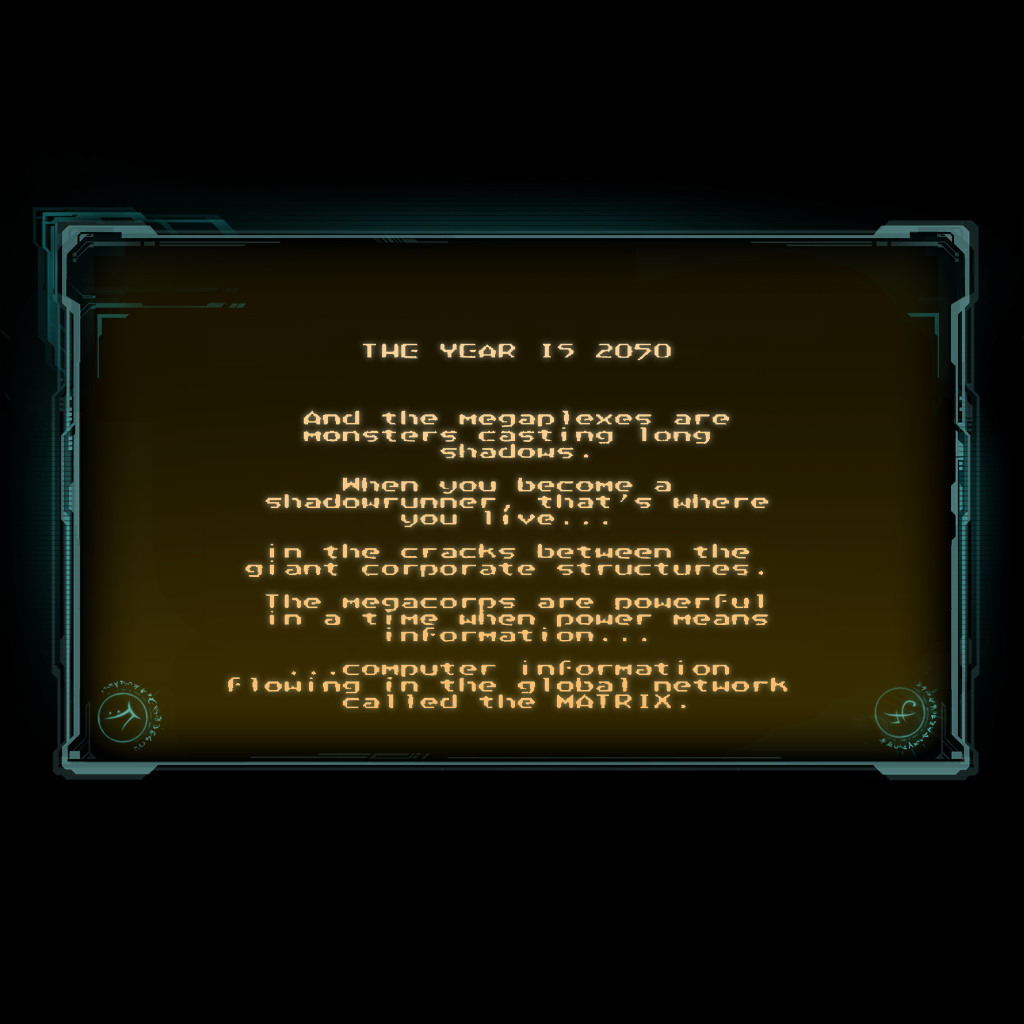 THE YEAR IS 2050
And the megaplexes are
monsters casting long
shadows.
When you become a
shadowrunner, that's where
you live...
in the cracks between the
giant corporate structures.
The megacorps are powerful
in a time when power means
information...
...computer information
flowing in the global network
called the MATRIX.